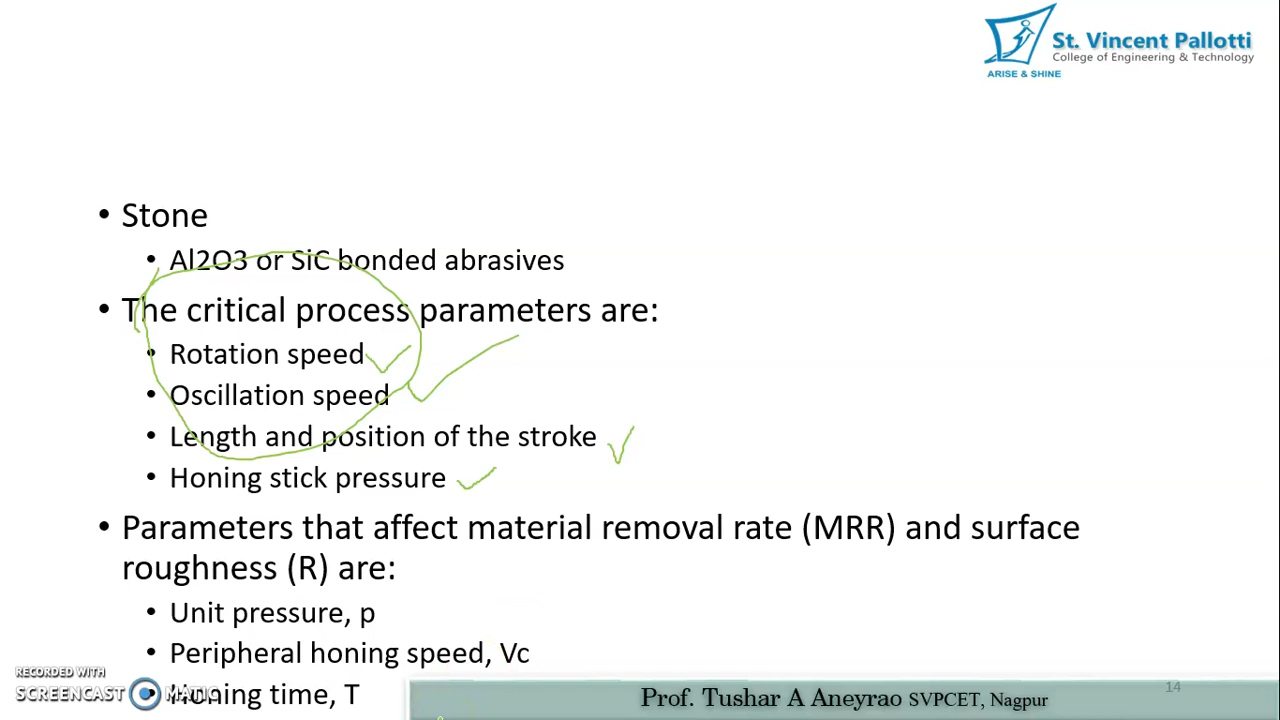 St. Vincent Pallotti
College of Engineering & Technology
ARISE & SHINE
• Stone
• Al2O3 or SiC bonded abrasives
• The critical process parameters are:
• Rotation speed
• Oscillation speed
• Length and position of the stroke
• Honing stick pressure
• Parameters that affect material removal rate (MRR) and surface
roughness (R) are:
• Unit pressure, p
• Peripheral honing speed, Vc
• Honing time, T
RECORDED WITH
SCREENCAST MATIC
Prof. Tushar A Aneyrao SVPCET, Nagpur
14